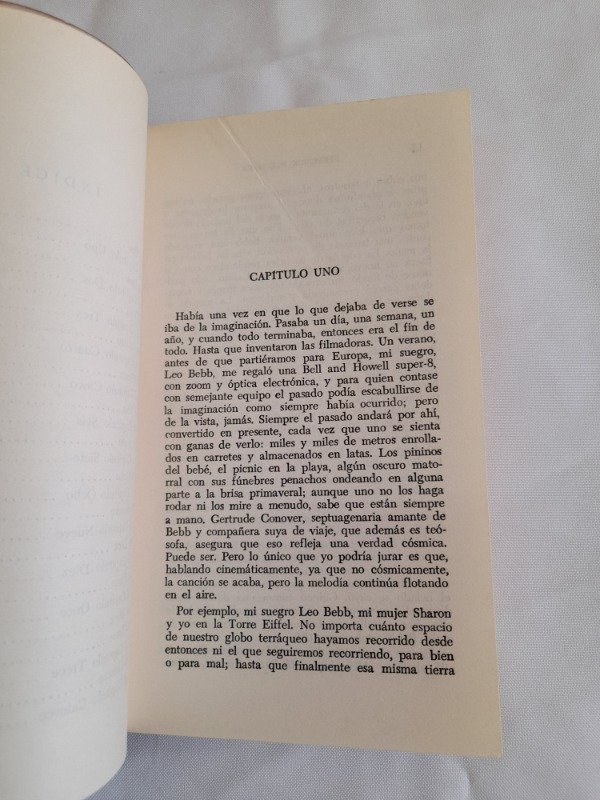 INDICE
CAPÍTULO UNO
Había una vez en que lo que dejaba de verse se
iba de la imaginación. Pasaba un día, una semana, un
año, y cuando todo terminaba, entonces era el fín de
todo. Hasta que inventaron las filmadoras. Un verano,
antes de que partiéramos para Europa, mi suegro,
Leo Bebb, me regaló una Bell and Howell super-8,
con zoom y óptica electrónica, y para quien contase
con semejante equipo el pasado podía escabullirse de
la imaginación como siempre había ocurrido; pero
de la vista, jamás. Siempre el pasado andará por ahí,
convertido en presente, cada vez que uno se sienta
con ganas de verlo: miles y miles de metros enrolla-
dos en carretes y almacenados en latas. Los pininos
del bebé, el picnic en la playa, algún oscuro mato-
rral con sus fúnebres penachos ondeando en alguna
parte a la brisa primaveral; aunque uno no los haga
rodar ni los mire a menudo, sabe que están siempre
a mano. Gertrude Conover, septuagenaria amante de
Bebb y compañera suya de viaje, que además es teó-
sofa, asegura que eso refleja una verdad cósmica.
Puede ser. Pero lo único que yo podría jurar es que,
hablando cinemáticamente, ya que no cósmicamente,
la canción se acaba, pero la melodía continúa flotando
en el aire.
Por ejemplo, mi suegro Leo Bebb, mi mujer Sharon
y yo en la Torre Eiffel. No importa cuánto espacio
de nuestro globo terráqueo hayamos recorrido desde
entonces ni el que seguiremos recorriendo, para bien
o para mal; hasta que finalmente esa misma tierra